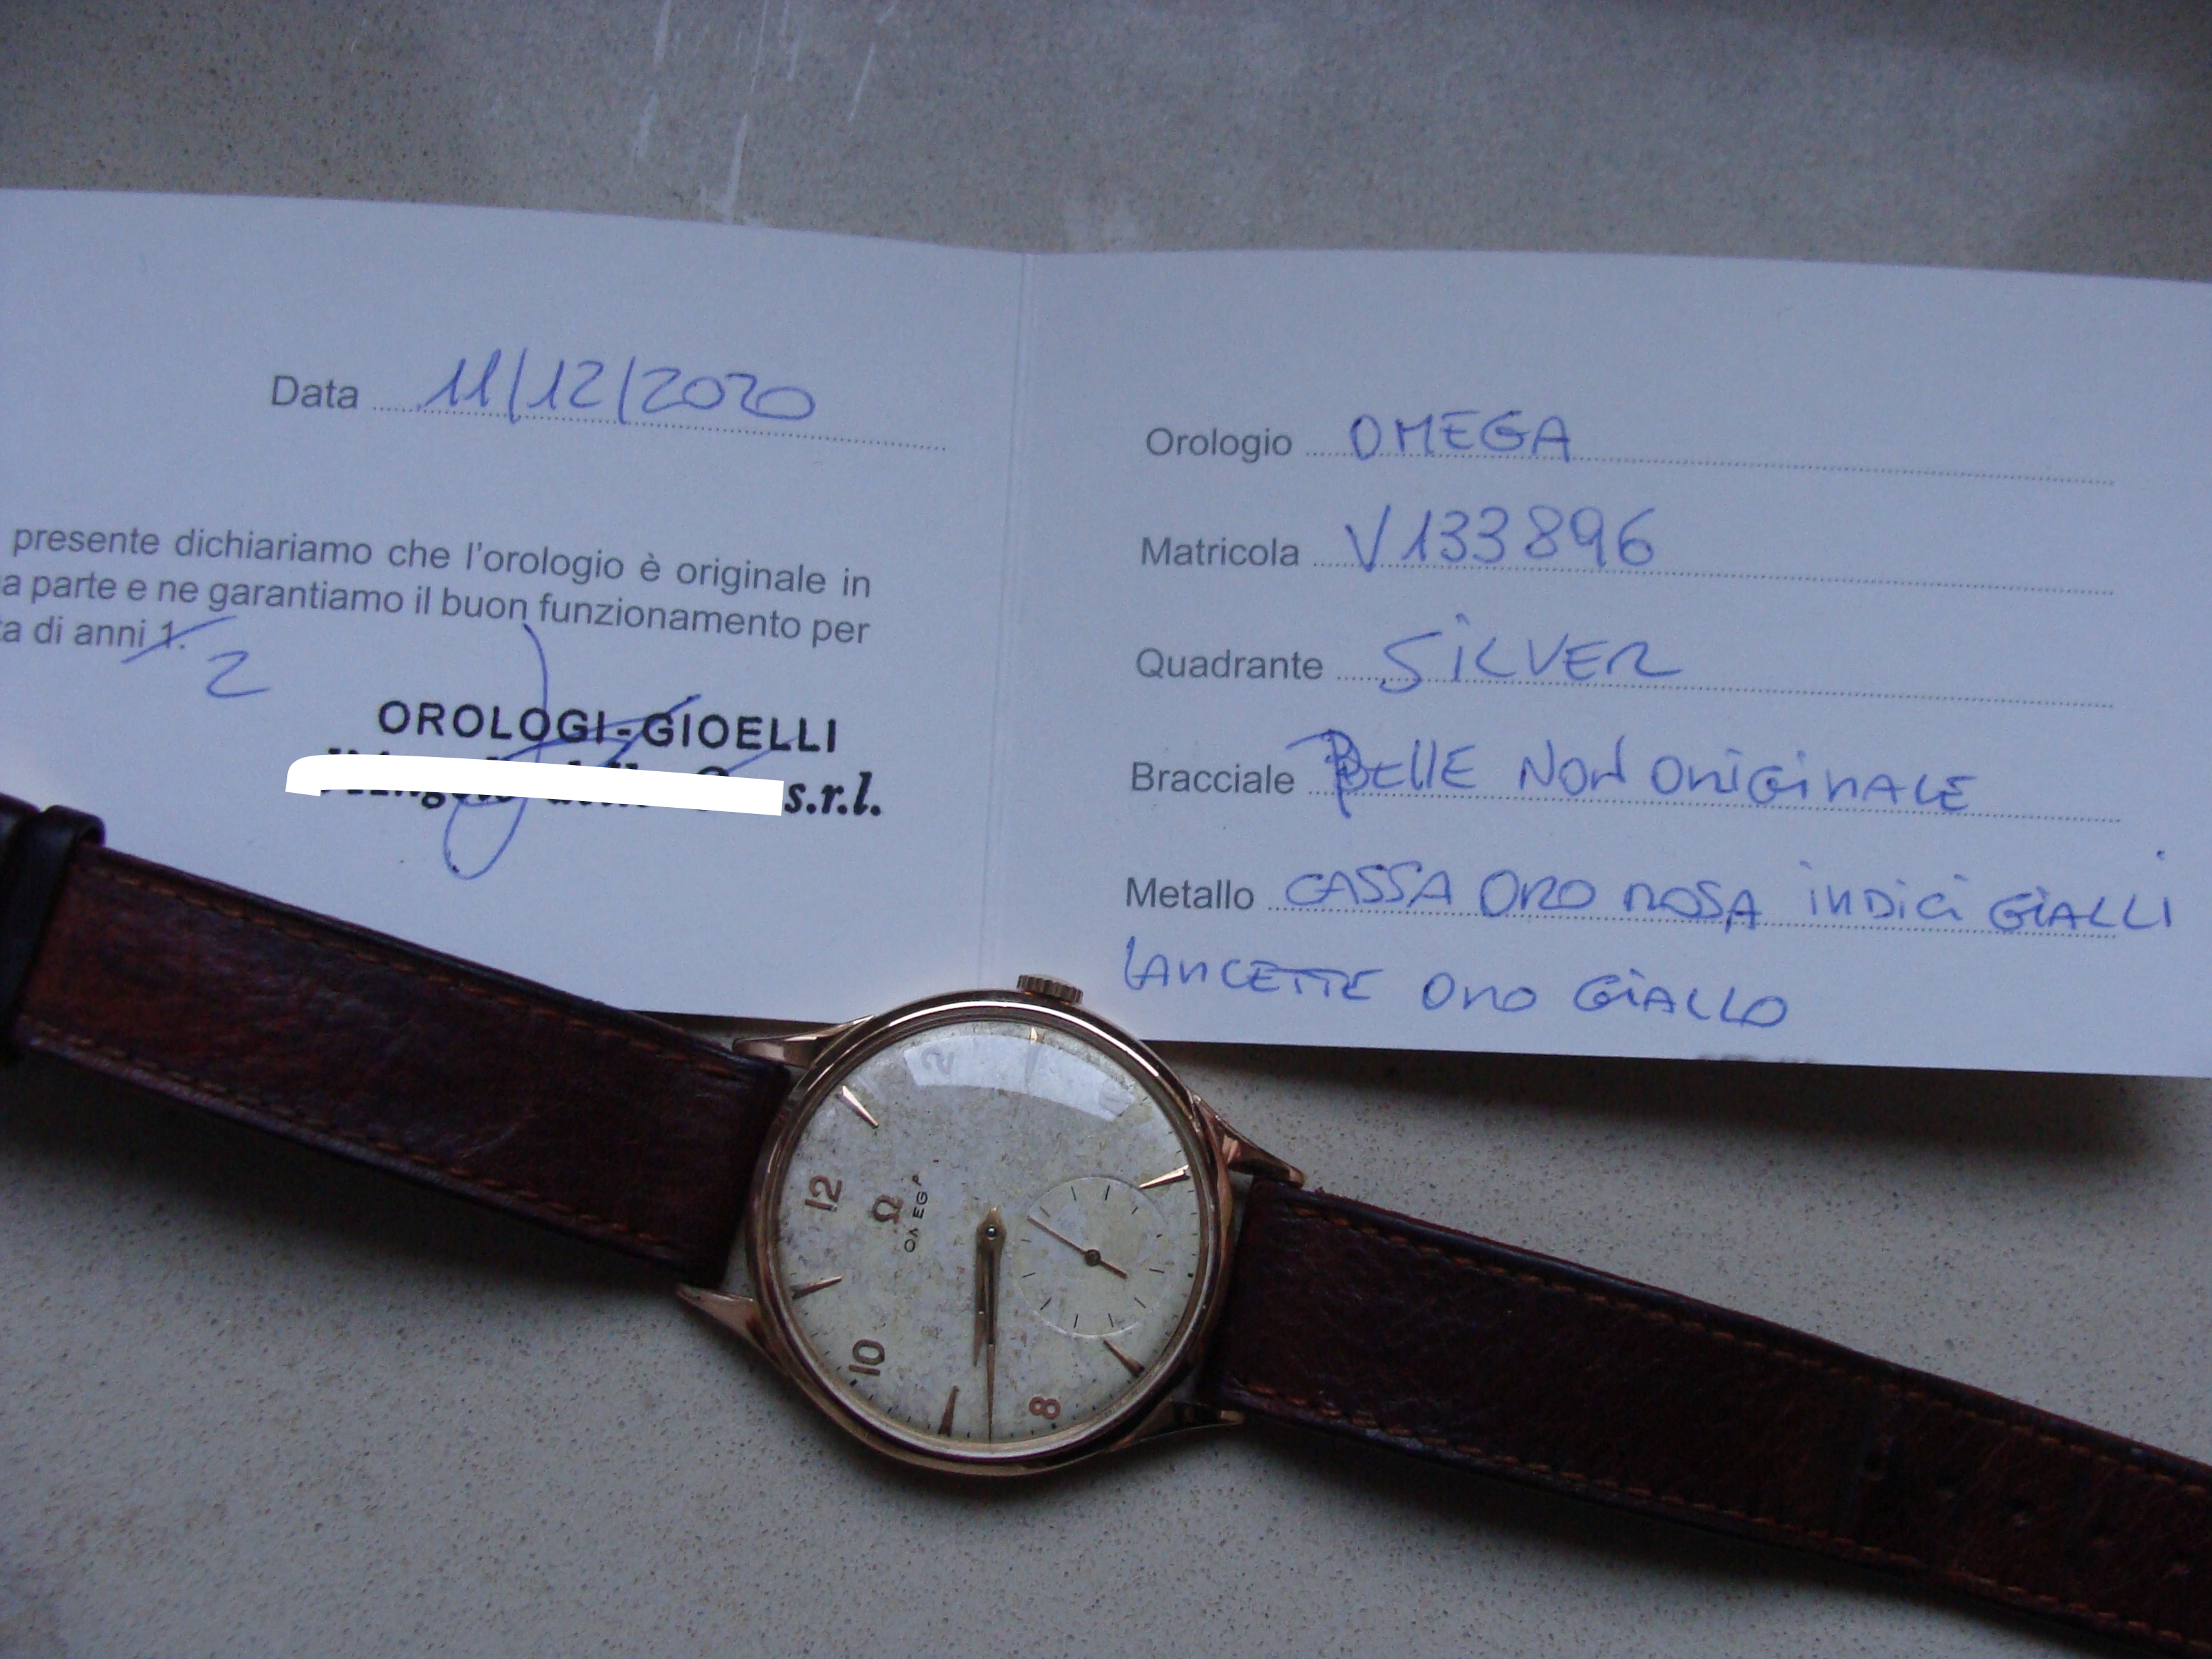 Data 11/12/2020
presente dichiariamo che l'orologio è originale in
a parte e ne garantiamo il buon funzionamento per
a di anni 1.
2
OROLOGI-GIOELLI
s.r.l.
Orologio OMEGA
Matricola V133896
Quadrante SILVER
Bracciale PELLE NON ORIGINALE
Metallo CASSA ORO ROSA INDICI GIALLI
LANCETTE ORO GIALLO
2
12
Ω
OMEGA
10
8